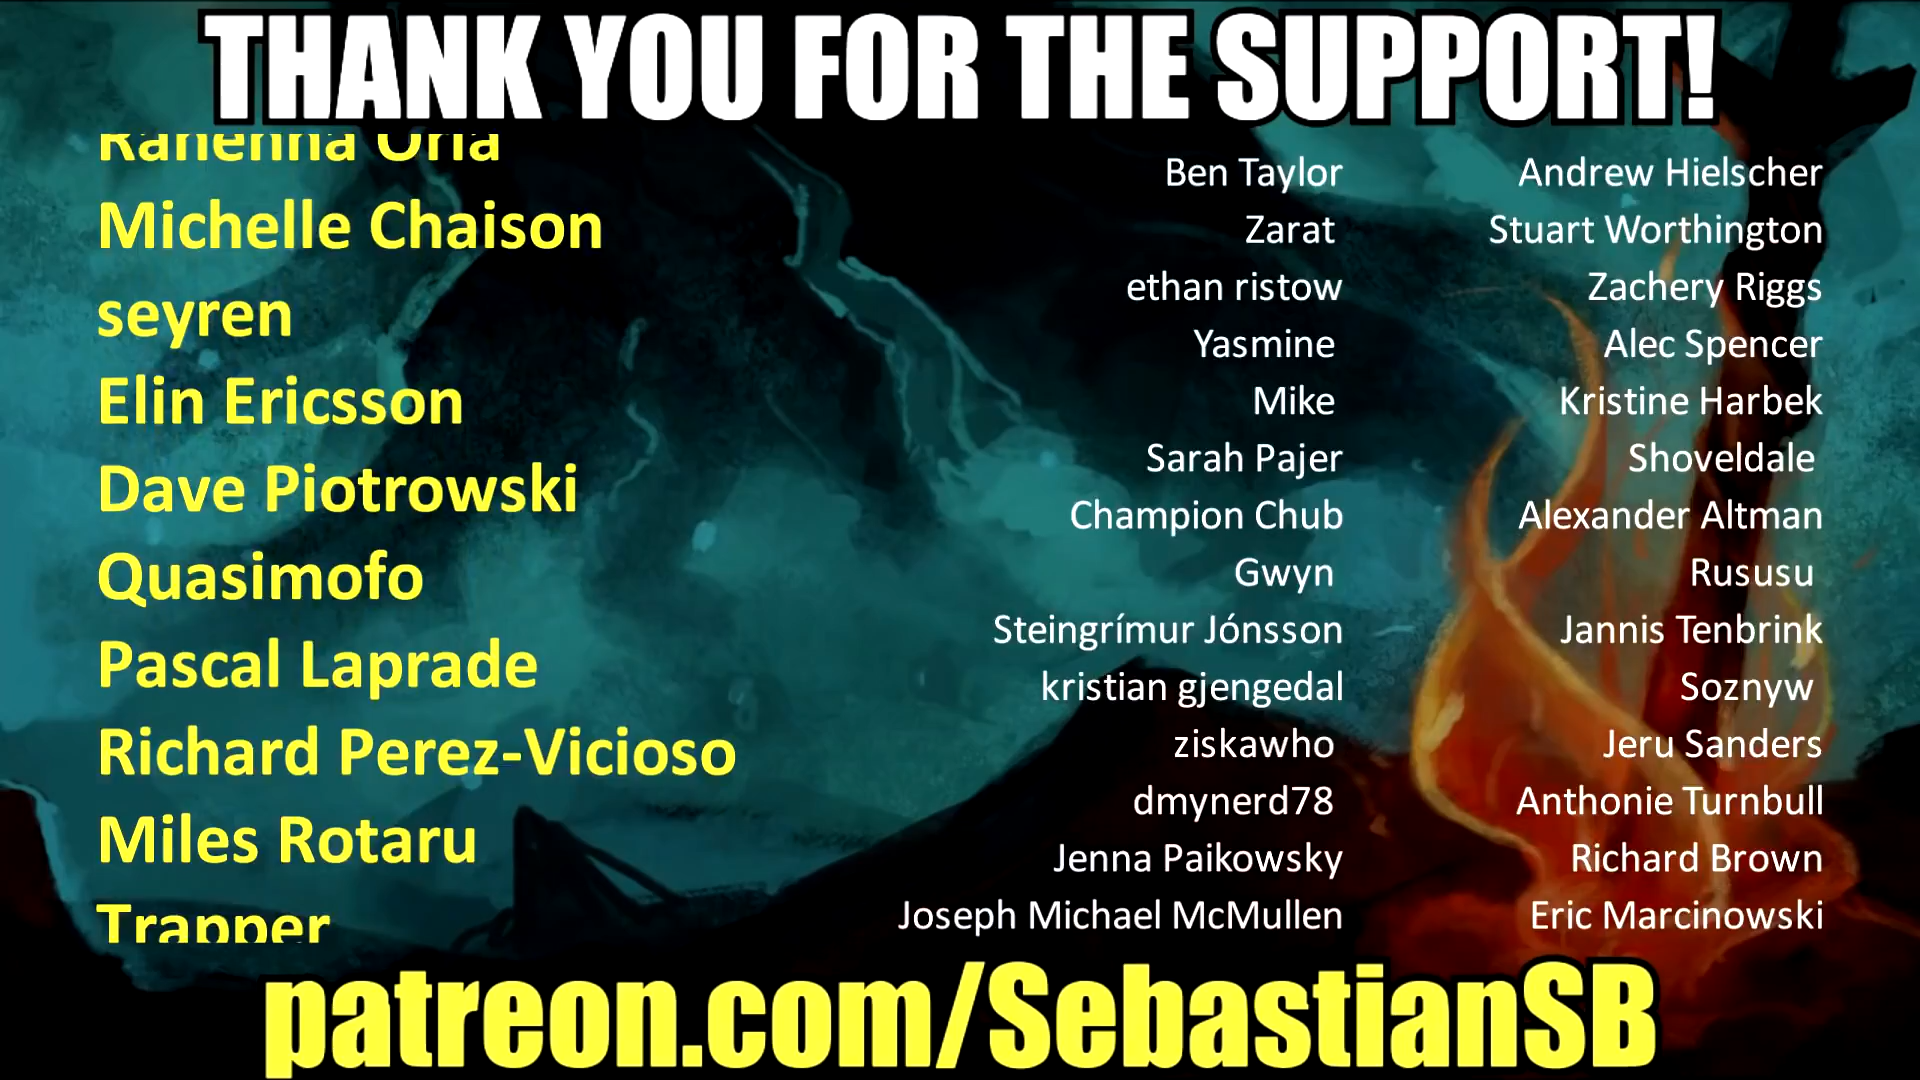 THANK YOU FOR THE SUPPORT!
Michelle Chaison
seyren
Elin Ericsson
Dave Piotrowski
Quasimofo
Pascal Laprade
Richard Perez-Vicioso
Miles Rotaru
Trapper
Ben Taylor
Zarat
ethan ristow
Yasmine
Mike
Sarah Pajer
Champion Chub
Gwyn
Steingrímur Jónsson
kristian gjengedal
ziskawho
dmynerd78
Jenna Paikowsky
Joseph Michael McMullen
Andrew Hielscher
Stuart Worthington
Zachery Riggs
Alec Spencer
Kristine Harbek
Shoveldale
Alexander Altman
Rususu
Jannis Tenbrink
Soznyw
Jeru Sanders
Anthonie Turnbull
Richard Brown
Eric Marcinowski
patreon.com/SebastianSB